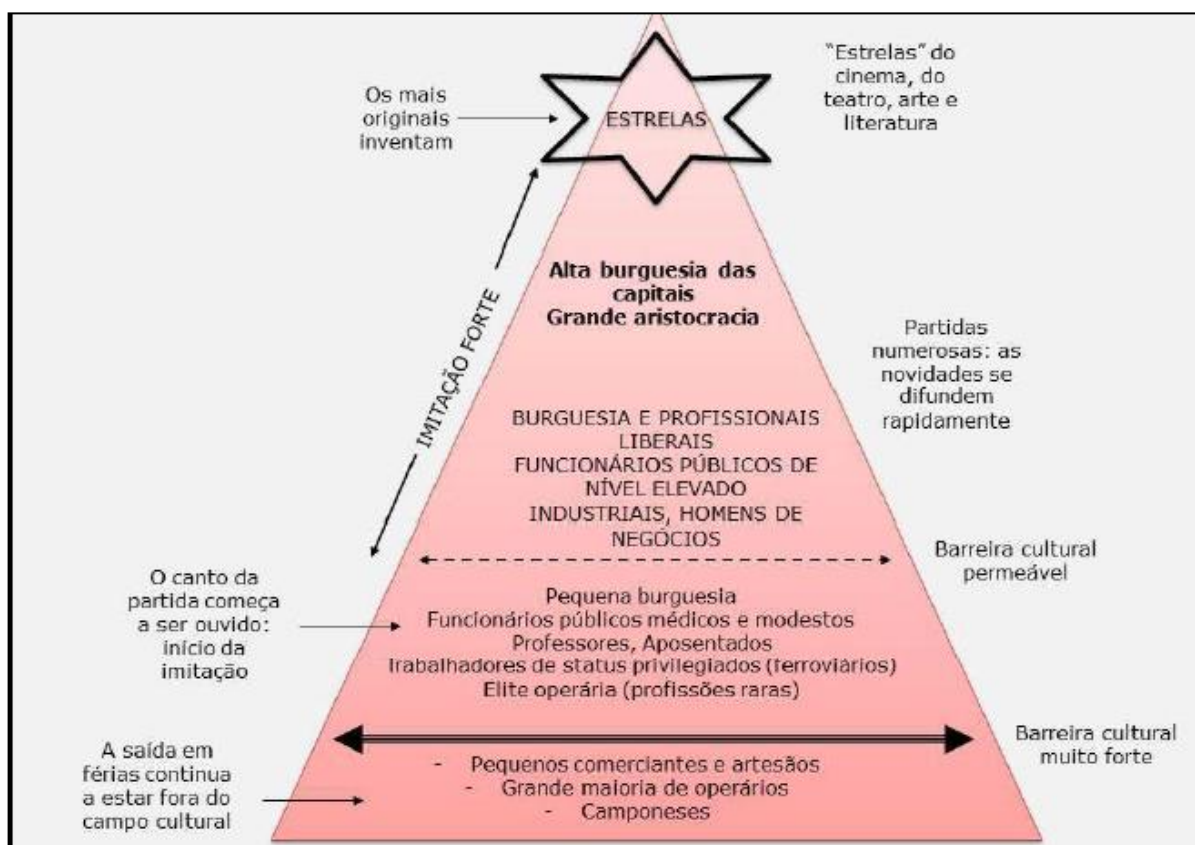 "Estrelas" do
cinema, do
teatro, arte e
literatura
Os mais
originais
inventam
ESTRELAS
IMITAÇÃO FORTE
Alta burguesia das
capitais
Grande aristocracia
Partidas
numerosas: as
novidades se
difundem
rapidamente
BURGUESIA E PROFISSIONAIS
LIBERAIS
FUNCIONÁRIOS PÚBLICOS DE
NÍVEL ELEVADO
INDUSTRIAIS, HOMENS DE
NEGÓCIOS
Barreira cultural
permeável
O canto da
partida começa
a ser ouvido:
início da
imitação
Pequena burguesia
Funcionários públicos médicos e modestos
Professores, Aposentados
Trabalhadores de status privilegiados (ferroviários)
Elite operária (profissões raras)
Barreira cultural
muito forte
A saída em
férias continua
a estar fora do
campo cultural
- Pequenos comerciantes e artesãos
- Grande maioria de operários
- Camponeses